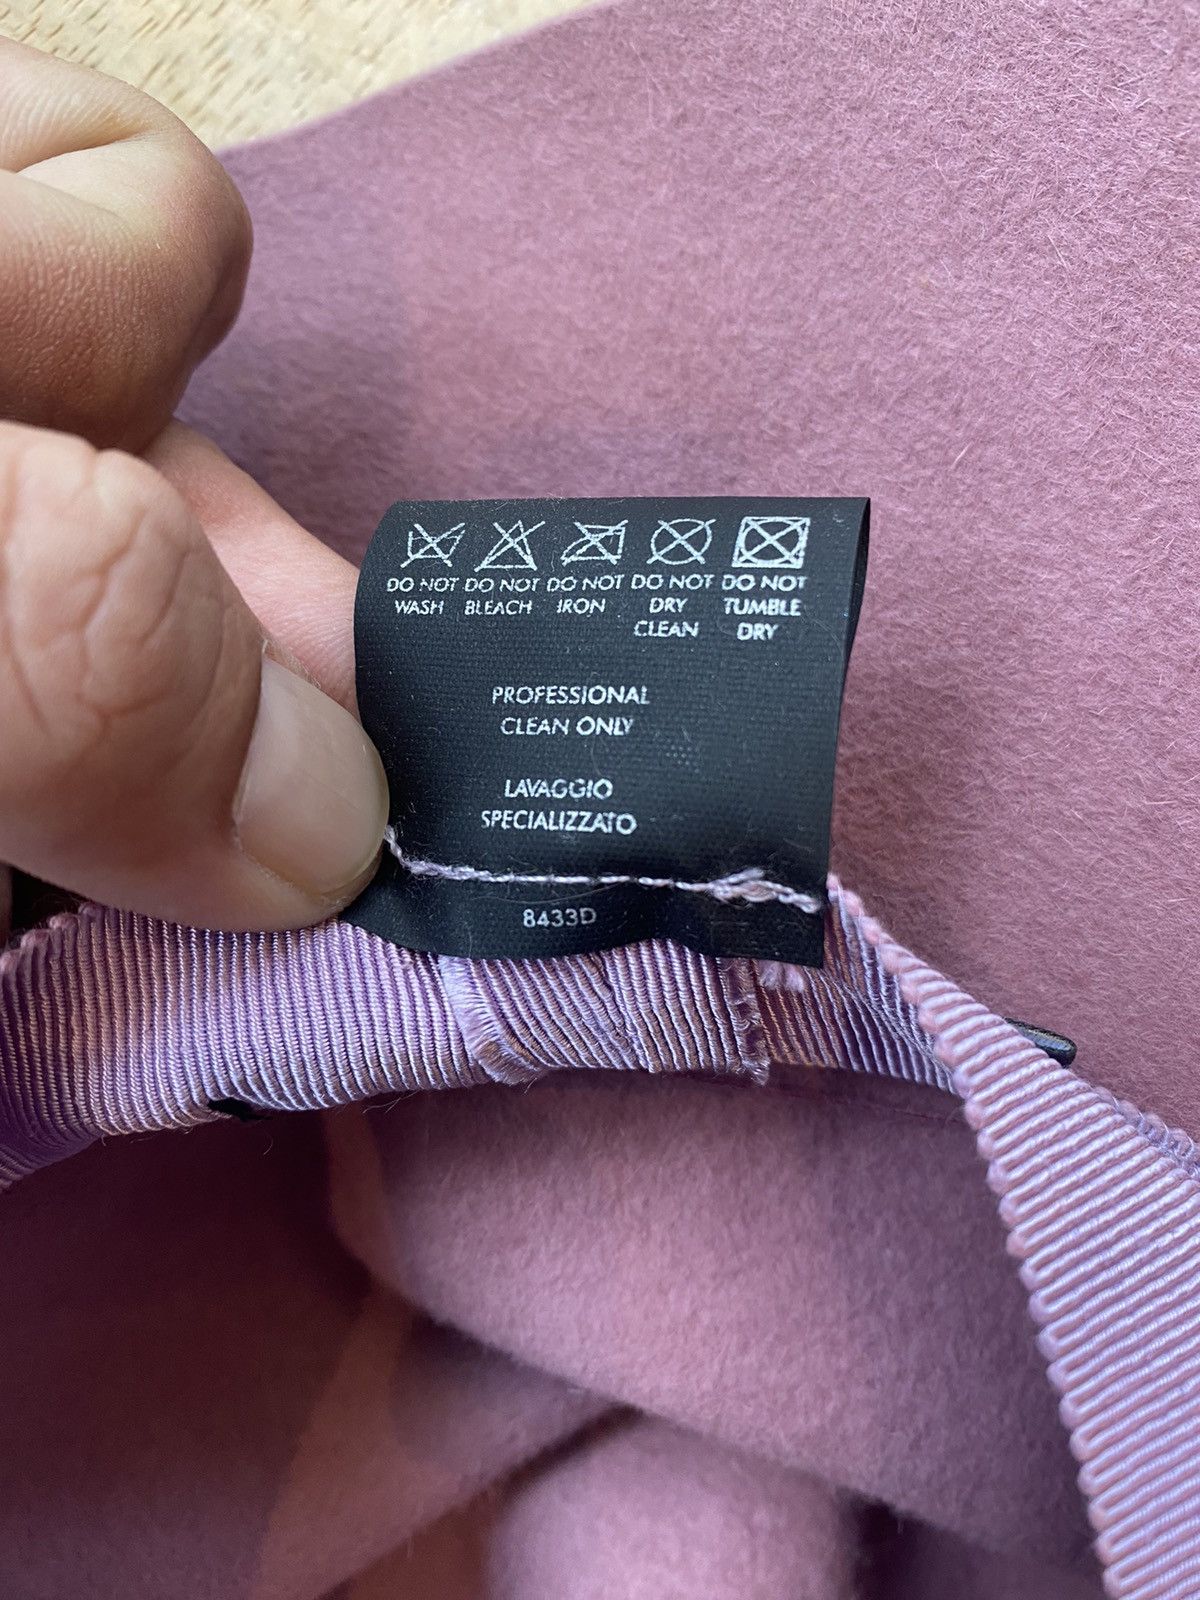 DO NOT DO NOT DO NOT DO NOT DO NOT
WASH BLEACH IRON DRY TUMBLE
CLEAN DRY
PROFESSIONAL
CLEAN ONLY
LAVAGGIO
SPECIALIZZATO
8433D